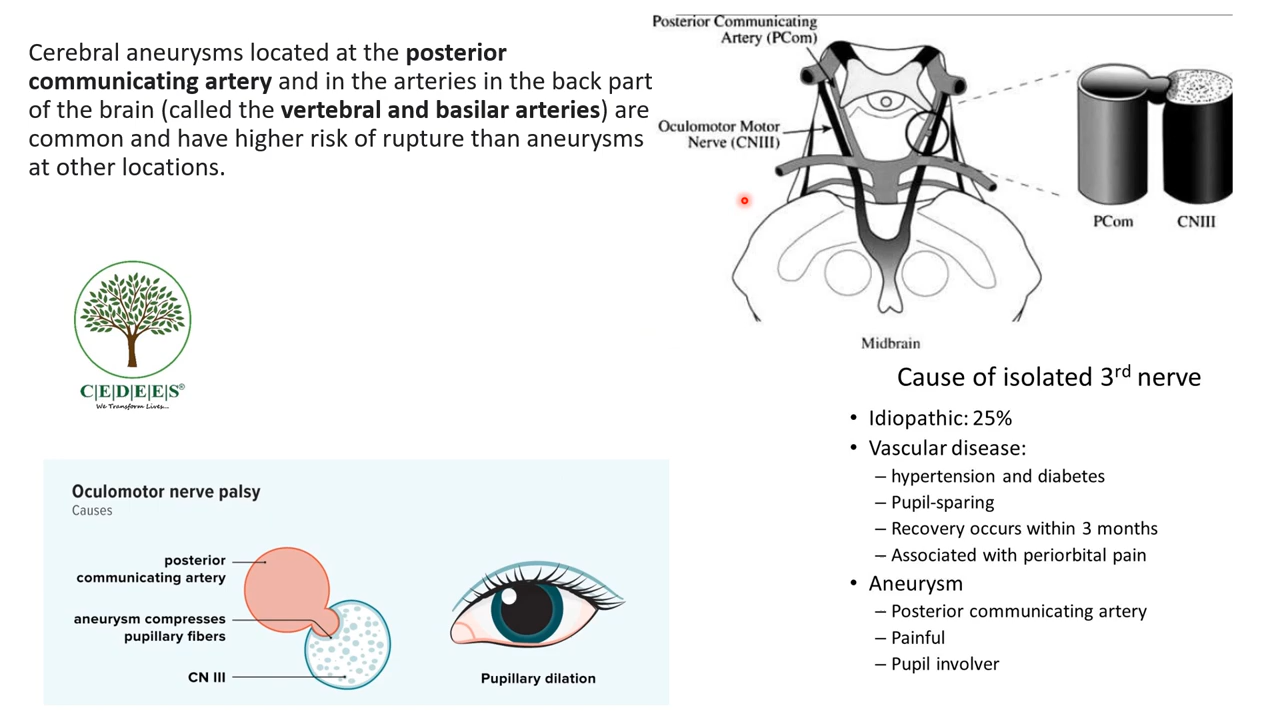 Cerebral aneurysms located at the posterior
communicating artery and in the arteries in the back part
of the brain (called the vertebral and basilar arteries) are
common and have higher risk of rupture than aneurysms
at other locations.
C|E|D|E|E|S®
We Transform Lives...
Posterior Communicating
Artery (PCom)
Oculomotor Motor
Nerve (CNIII)
PCom
CNIII
Midbrain
Cause of isolated 3rd nerve
• Idiopathic: 25%
• Vascular disease:
– hypertension and diabetes
– Pupil-sparing
– Recovery occurs within 3 months
– Associated with periorbital pain
• Aneurysm
– Posterior communicating artery
– Painful
– Pupil involver
Oculomotor nerve palsy
Causes
posterior
communicating artery
aneurysm compresses
pupillary fibers
CN III
Pupillary dilation